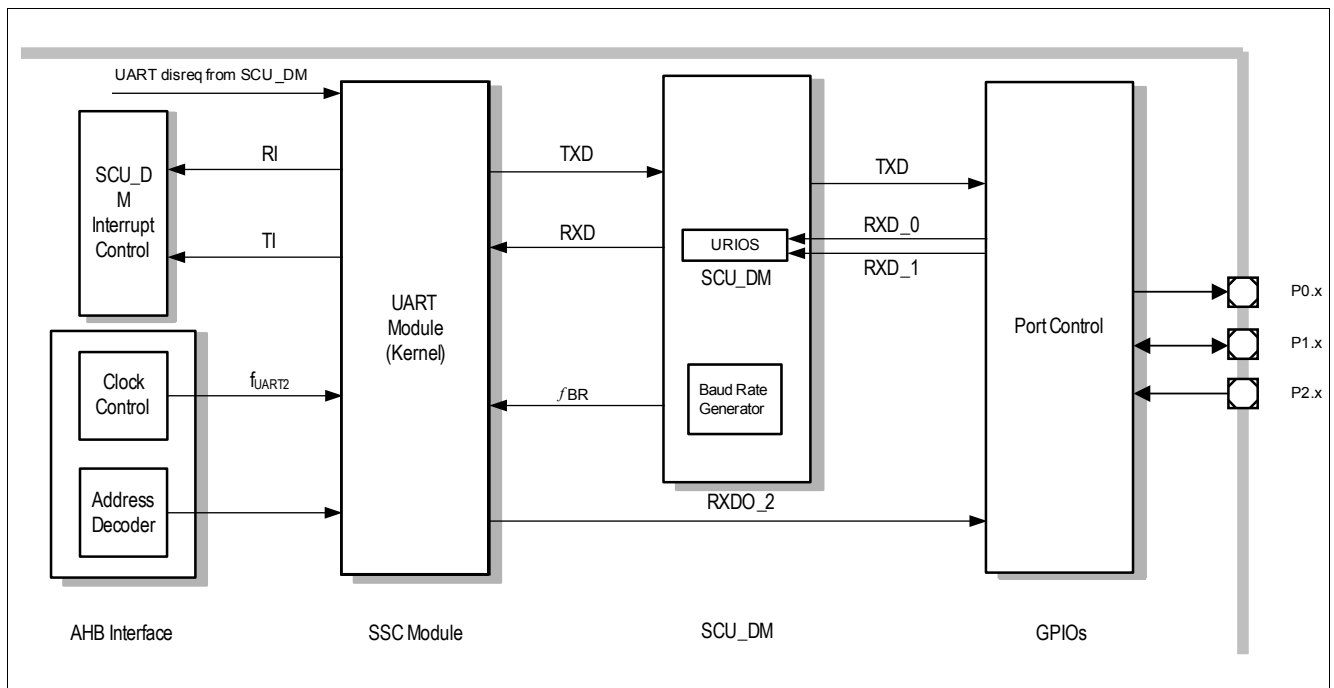 UART disreq from SCU_DM
SCU_D
M
Interrupt
Control
RI
TI
Clock
Control
Address
Decoder
fUART2
UART
Module
(Kernel)
TXD
RXD
fBR
RXDO_2
URIOS
SCU_DM
Baud Rate
Generator
TXD
RXD_0
RXD_1
Port Control
P0.x
P1.x
P2.x
AHB Interface
SSC Module
SCU_DM
GPIOs